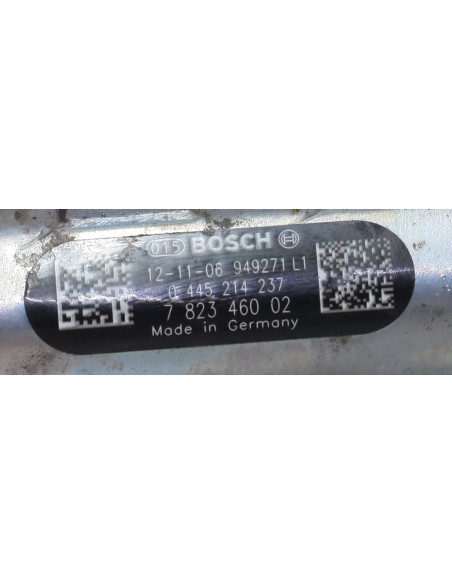 015 BOSCH
12-11-06 949271 L1
0 445 214 237
7 823 460 02
Made in Germany